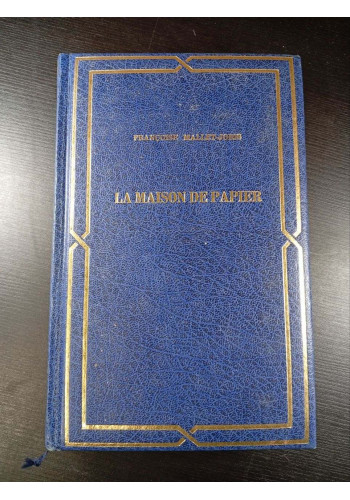 FRANÇOISE MALLET-JORIS
LA MAISON DE PAPIER